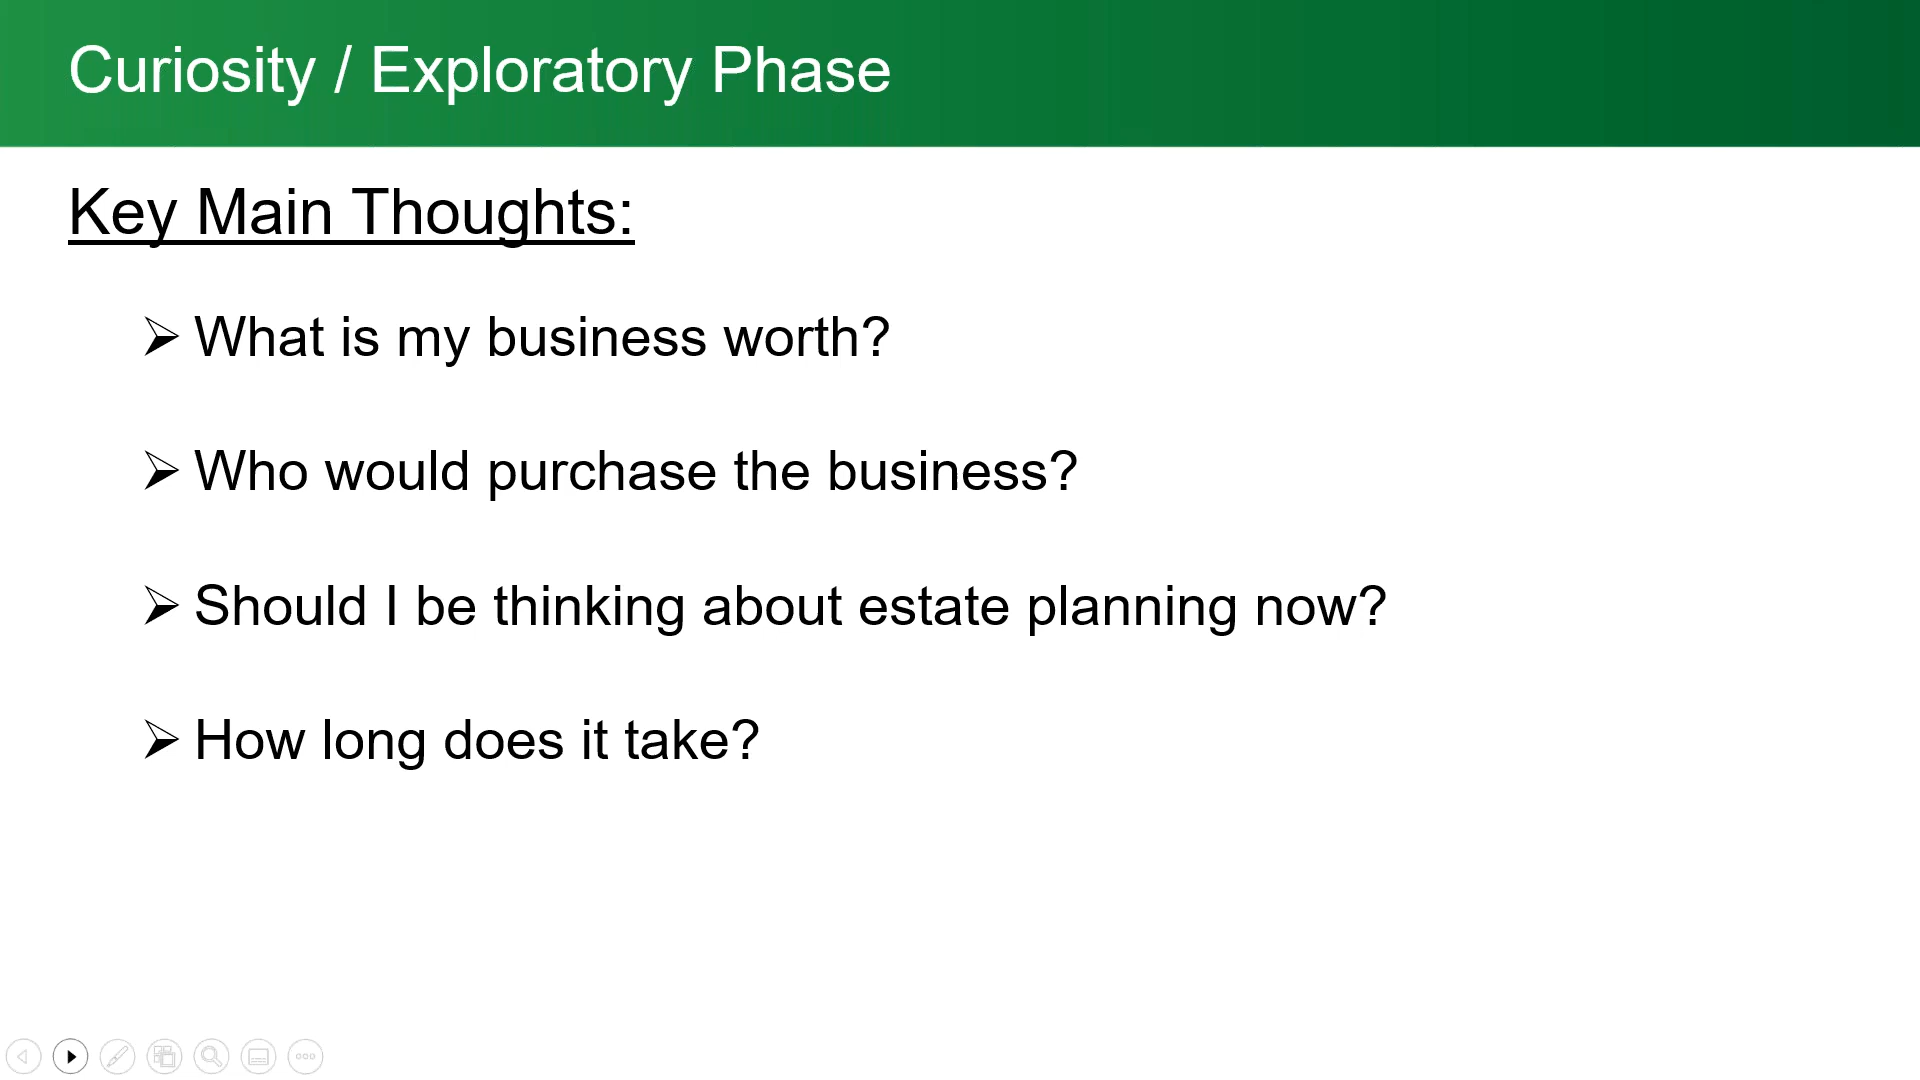 Curiosity / Exploratory Phase
Key Main Thoughts:
➢ What is my business worth?
➢ Who would purchase the business?
➢ Should I be thinking about estate planning now?
➢ How long does it take?